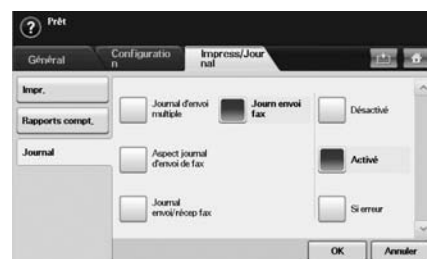 Prêt
Général
Configuratio
n
Impress/Jour
nal
Impr.
Rapports compt.
Journal
Journal d'envoi
multiple
Journ envoi
fax
Désactivé
Aspect journal
d'envoi de fax
Activé
Journal
envoi/récep fax
Si erreur
OK
Annuler